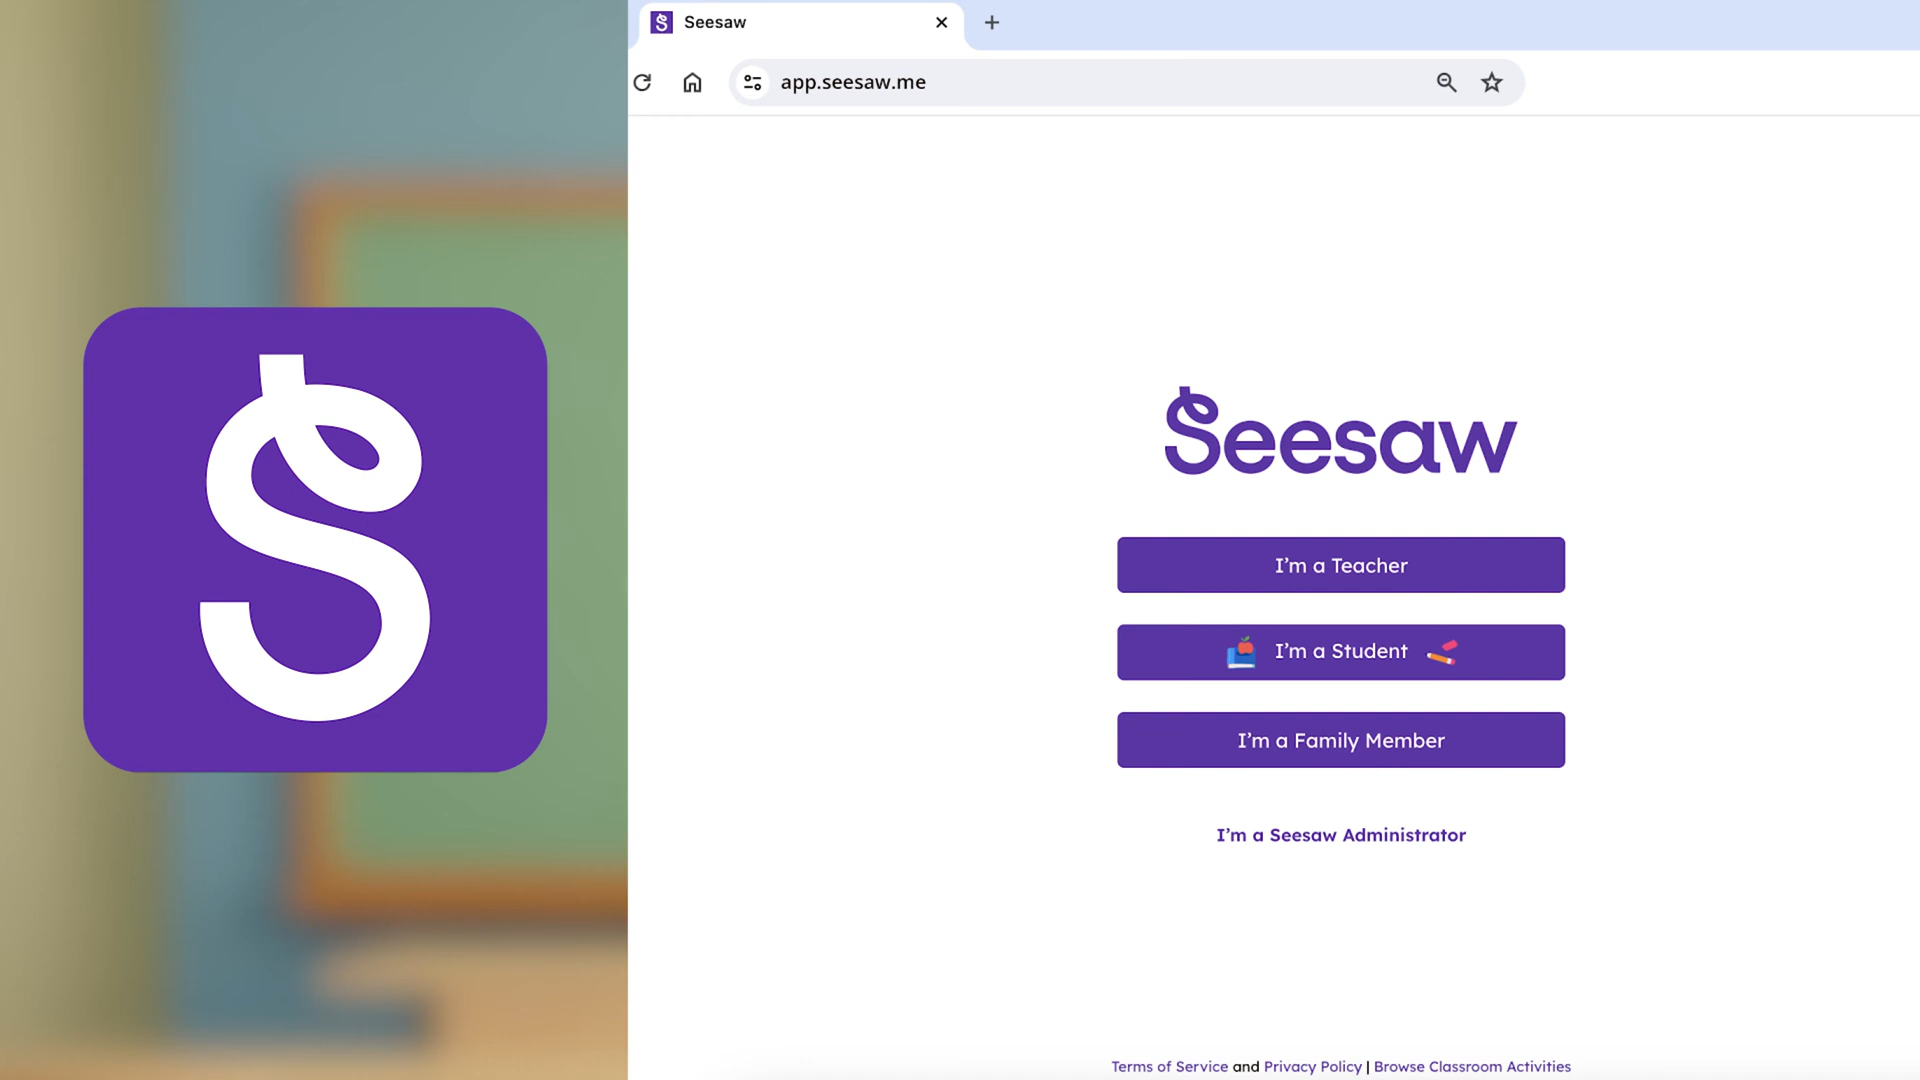 Seesaw
app.seesaw.me
Seesaw
I’m a Teacher
I’m a Student
I’m a Family Member
I’m a Seesaw Administrator
Terms of Service and Privacy Policy | Browse Classroom Activities